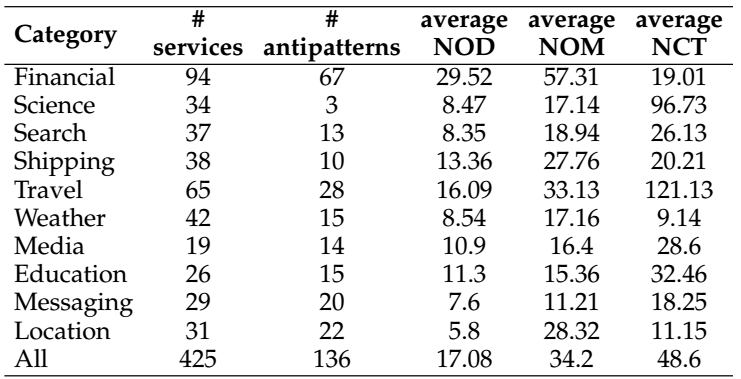 Category # services # antipatterns average NOD average NOM average NCT
Financial 94 67 29.52 57.31 19.01
Science 34 3 8.47 17.14 96.73
Search 37 13 8.35 18.94 26.13
Shipping 38 10 13.36 27.76 20.21
Travel 65 28 16.09 33.13 121.13
Weather 42 15 8.54 17.16 9.14
Media 19 14 10.9 16.4 28.6
Education 26 15 11.3 15.36 32.46
Messaging 29 20 7.6 11.21 18.25
Location 31 22 5.8 28.32 11.15
All 425 136 17.08 34.2 48.6